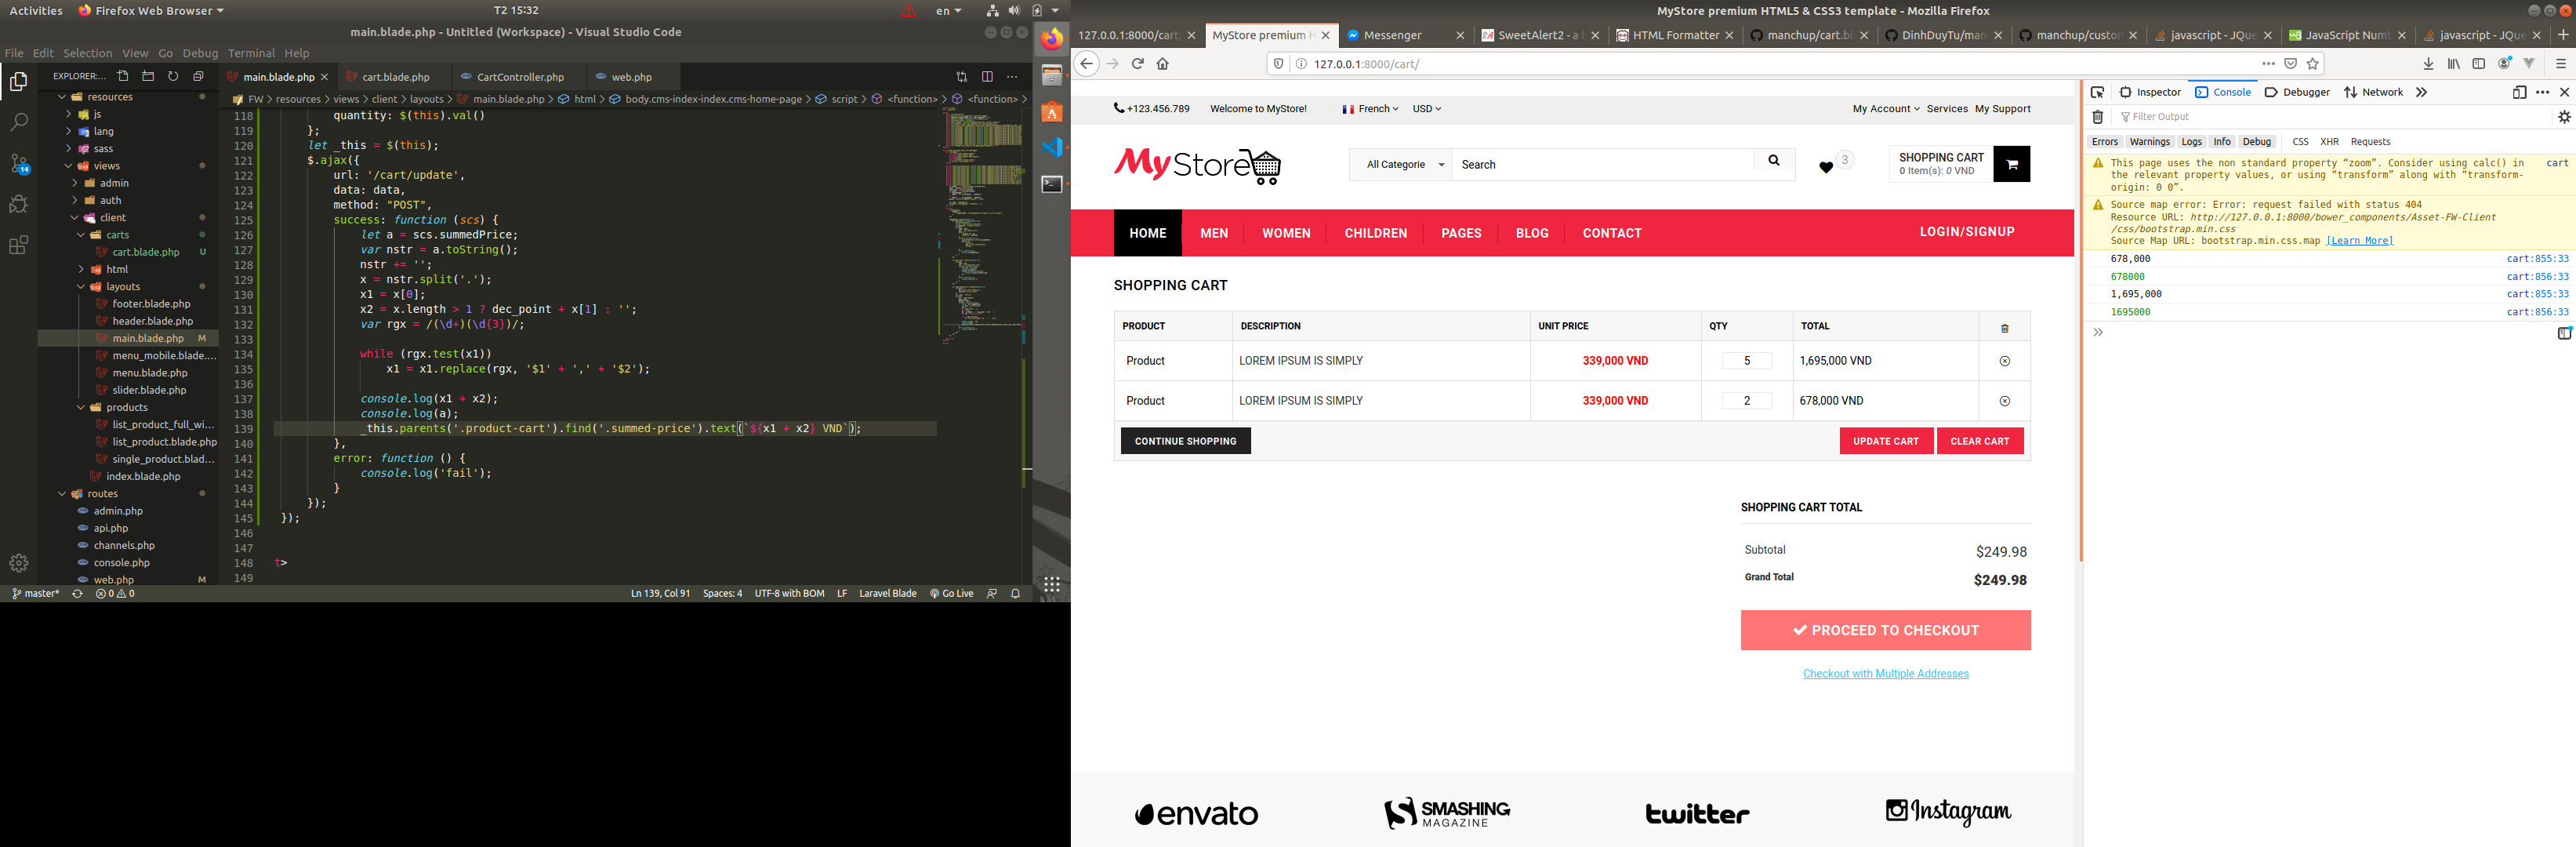 Activities Firefox Web Browser T2 15:32 en
main.blade.php - Untitled (Workspace) - Visual Studio Code
File Edit Selection View Go Debug Terminal Help
EXPLORER:...
main.blade.php cart.blade.php CartController.php web.php
FW > resources > views > client > layouts > main.blade.php > html > body.cms-index-index.cms-home-page > script > <function> > <function> >
resources
js
lang
sass
14
views
admin
auth
client
carts
cart.blade.php U
html
layouts
footer.blade.php
header.blade.php
main.blade.php M
menu_mobile.blade....
menu.blade.php
slider.blade.php
products
list_product_full_wi...
list_product.blade.php
single_product.blad...
index.blade.php
routes
admin.php
api.php
channels.php
console.php
web.php M
118 quantity: $(this).val()
119 };
120 let _this = $(this);
121 $.ajax({
122 url: '/cart/update',
123 data: data,
124 method: "POST",
125 success: function (scs) {
126 let a = scs.summedPrice;
127 var nstr = a.toString();
128 nstr += '';
129 x = nstr.split('.');
130 x1 = x[0];
131 x2 = x.length > 1 ? dec_point + x[1] : '';
132 var rgx = /(\d+)(\d{3})/;
133
134 while (rgx.test(x1))
135 x1 = x1.replace(rgx, '$1' + ',' + '$2');
136
137 console.log(x1 + x2);
138 console.log(a);
139 _this.parents('.product-cart').find('.summed-price').text(`${x1 + x2} VND`);
140 },
141 error: function () {
142 console.log('fail');
143 }
144 });
145 });
146
147
148 t>
149
master* 0 0 Ln 139, Col 91 Spaces: 4 UTF-8 with BOM LF Laravel Blade Go Live
MyStore premium HTML5 & CSS3 template - Mozilla Firefox
127.0.0.1:8000/cart/ MyStore premium H Messenger SweetAlert2 - a b HTML Formatter manchup/cart.bl DinhDuyTu/man manchup/custon javascript - JQue JavaScript Numb javascript - JQue
127.0.0.1:8000/cart/
+123.456.789 Welcome to MyStore! French USD My Account Services My Support
MyStore
All Categorie Search
3
SHOPPING CART
0 Item(s): 0 VND
HOME MEN WOMEN CHILDREN PAGES BLOG CONTACT LOGIN/SIGNUP
SHOPPING CART
PRODUCT DESCRIPTION UNIT PRICE QTY TOTAL
Product LOREM IPSUM IS SIMPLY 339,000 VND 5 1,695,000 VND
Product LOREM IPSUM IS SIMPLY 339,000 VND 2 678,000 VND
CONTINUE SHOPPING UPDATE CART CLEAR CART
SHOPPING CART TOTAL
Subtotal $249.98
Grand Total $249.98
PROCEED TO CHECKOUT
Checkout with Multiple Addresses
envato SMASHING MAGAZINE twitter Instagram
Inspector Console Debugger Network
Filter Output
Errors Warnings Logs Info Debug CSS XHR Requests
This page uses the non standard property “zoom”. Consider using calc() in cart
the relevant property values, or using “transform” along with “transform-
origin: 0 0”.
Source map error: Error: request failed with status 404
Resource URL: http://127.0.0.1:8000/bower_components/Asset-FW-Client
/css/bootstrap.min.css
Source Map URL: bootstrap.min.css.map [Learn More]
678,000 cart:855:33
678000 cart:856:33
1,695,000 cart:855:33
1695000 cart:856:33